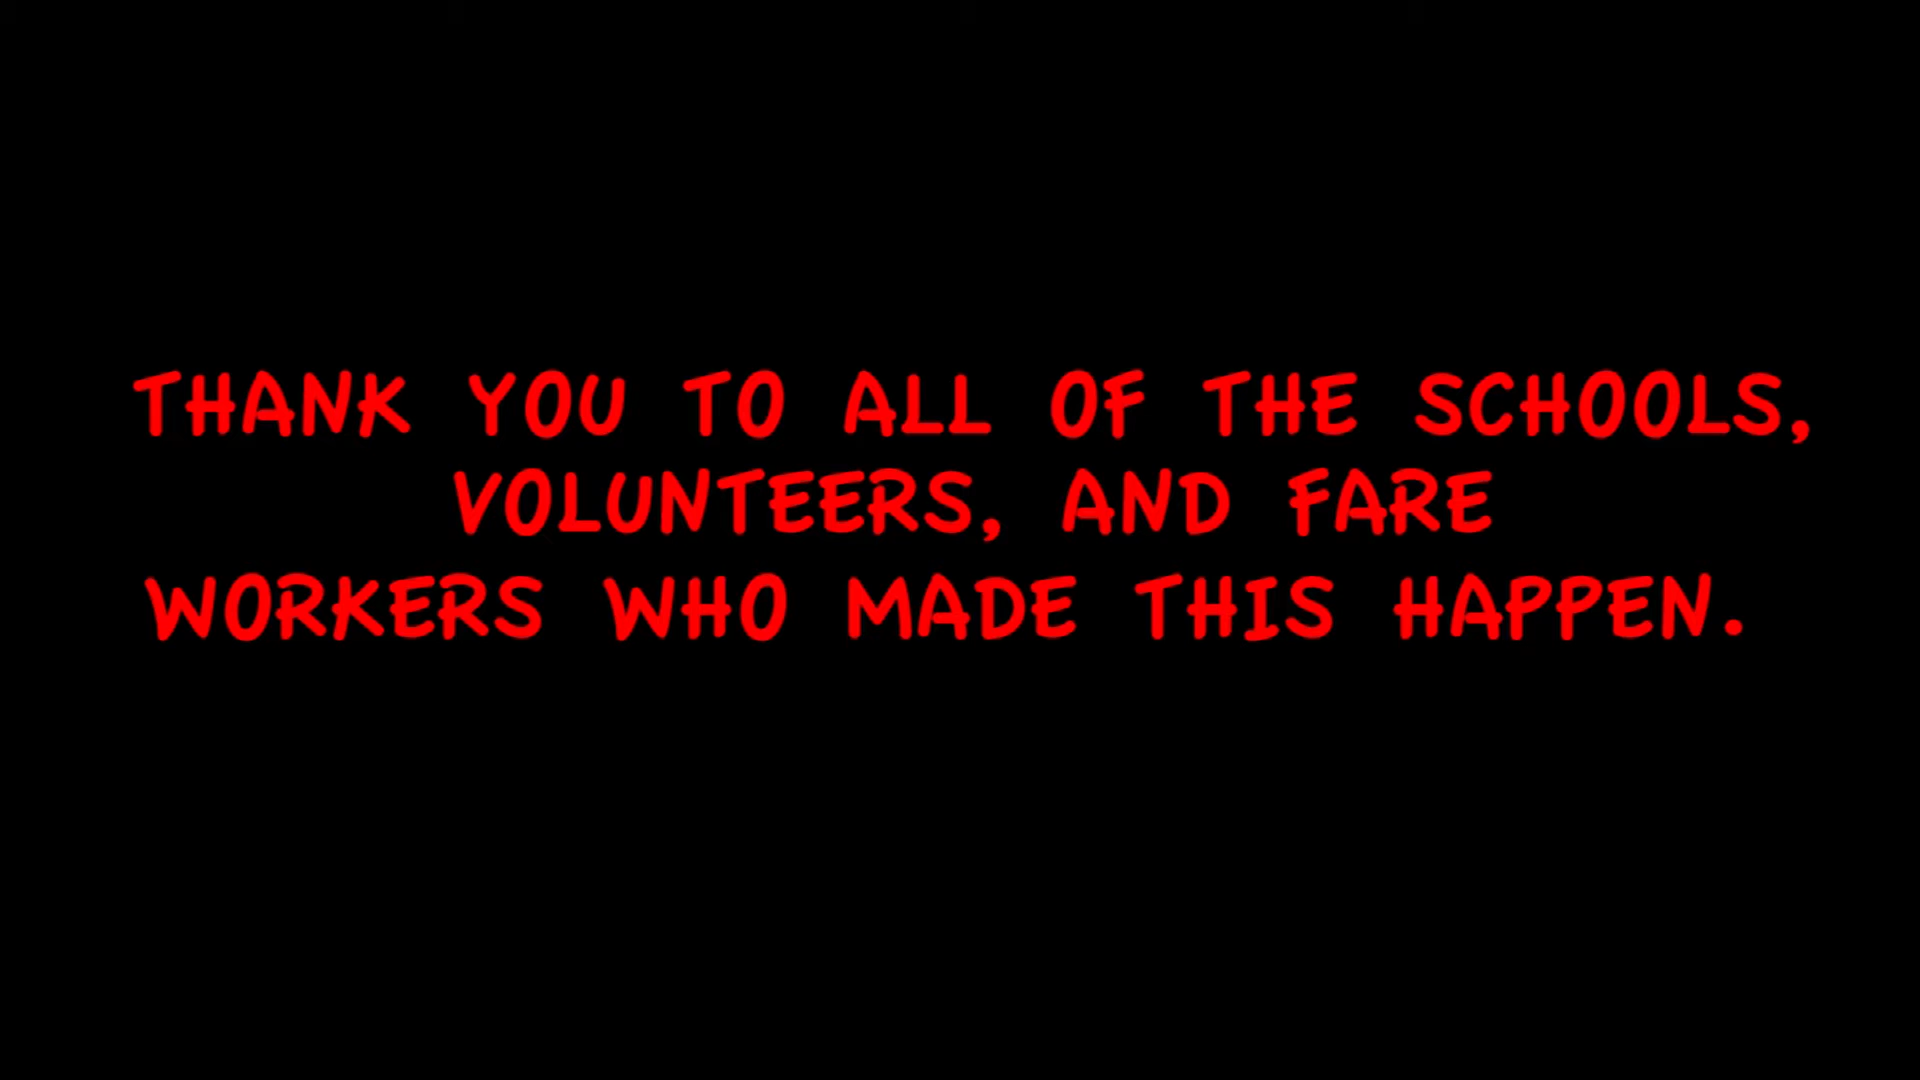 THANK YOU TO ALL OF THE SCHOOLS,
VOLUNTEERS, AND FARE
WORKERS WHO MADE THIS HAPPEN.